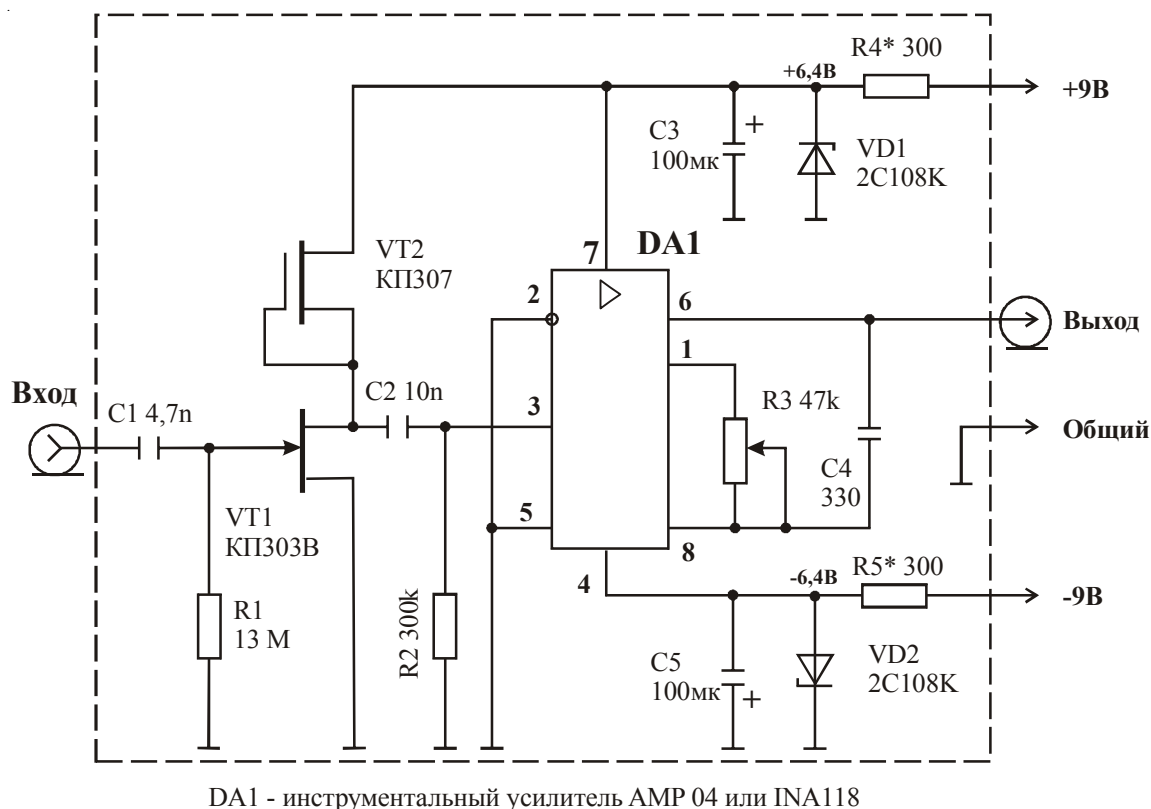 R4* 300
+6,4В
+9В
C3
100мк
+
VD1
2С108К
DA1
7
VT2
КП307
2
6
Выход
1
Вход
C1 4,7n
C2 10n
3
R3 47k
Общий
C4
330
VT1
КП303В
5
8
4
-6,4В
R5* 300
-9В
R1
13 М
R2 300k
C5
100мк
+
VD2
2С108К
DA1 - инструментальный усилитель AMP 04 или INA118